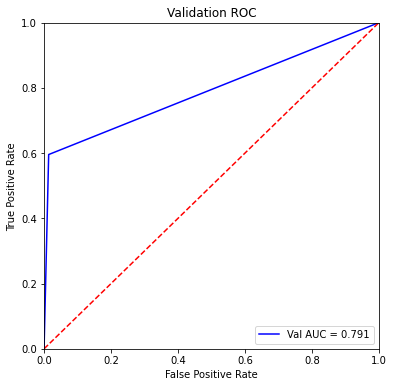 Validation ROC
1.0
0.8
0.6
0.4
0.2
0.0
True Positive Rate
Val AUC = 0.791
0.0 0.2 0.4 0.6 0.8 1.0
False Positive Rate